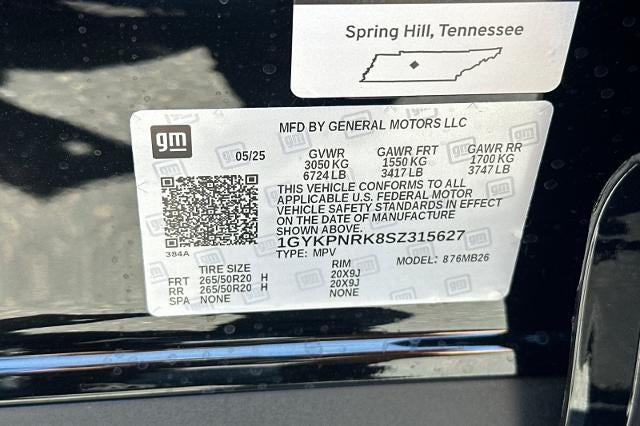 Spring Hill, Tennessee
gm
MFD BY GENERAL MOTORS LLC
05/25 GVWR GAWR FRT GAWR RR
3050 KG 1550 KG 1700 KG
6724 LB 3417 LB 3747 LB
THIS VEHICLE CONFORMS TO ALL
APPLICABLE U.S. FEDERAL MOTOR
VEHICLE SAFETY STANDARDS IN EFFECT
ON THE DATE OF MANUFACTURE
SHOWN ABOVE.
1GYKPNRK8SZ315627
384A
TYPE: MPV MODEL: 876MB26
TIRE SIZE RIM
FRT 265/50R20 H 20X9J
RR 265/50R20 H 20X9J
SPA NONE NONE